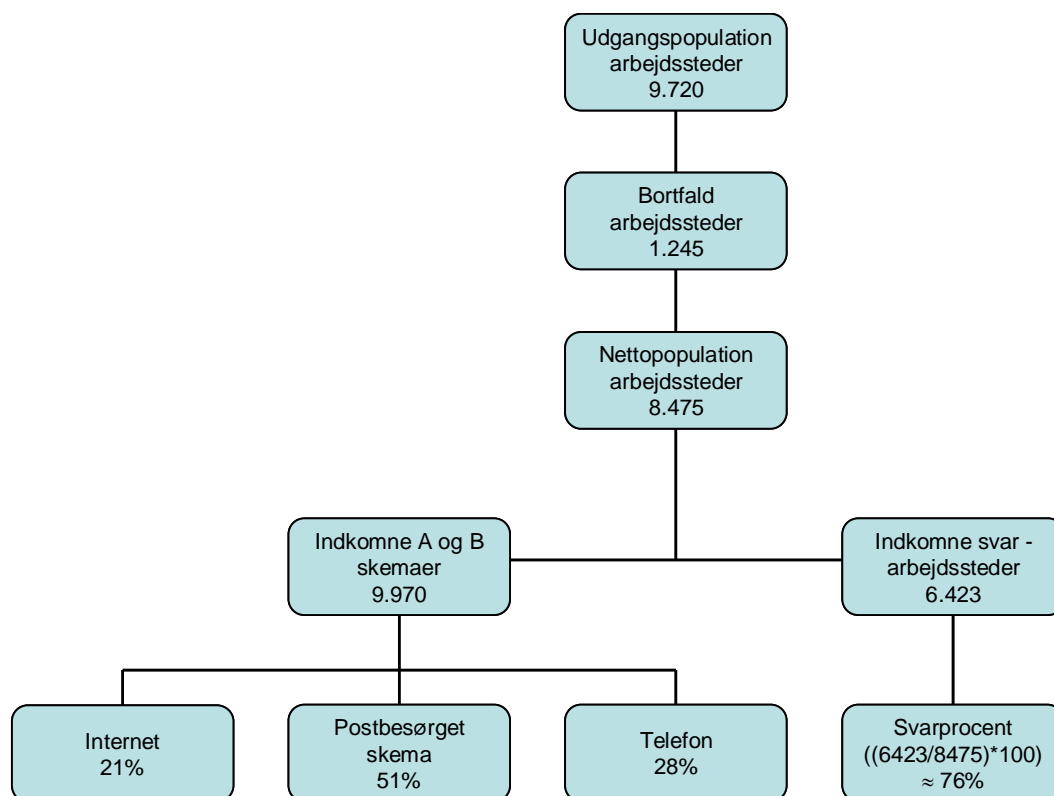 Udgangspopulation
arbejdssteder
9.720
Bortfald
arbejdssteder
1.245
Nettopopulation
arbejdssteder
8.475
Indkomne A og B
skemaer
9.970
Indkomne svar -
arbejdssteder
6.423
Internet
21%
Postbesørget
skema
51%
Telefon
28%
Svarprocent
((6423/8475)*100)
≈ 76%